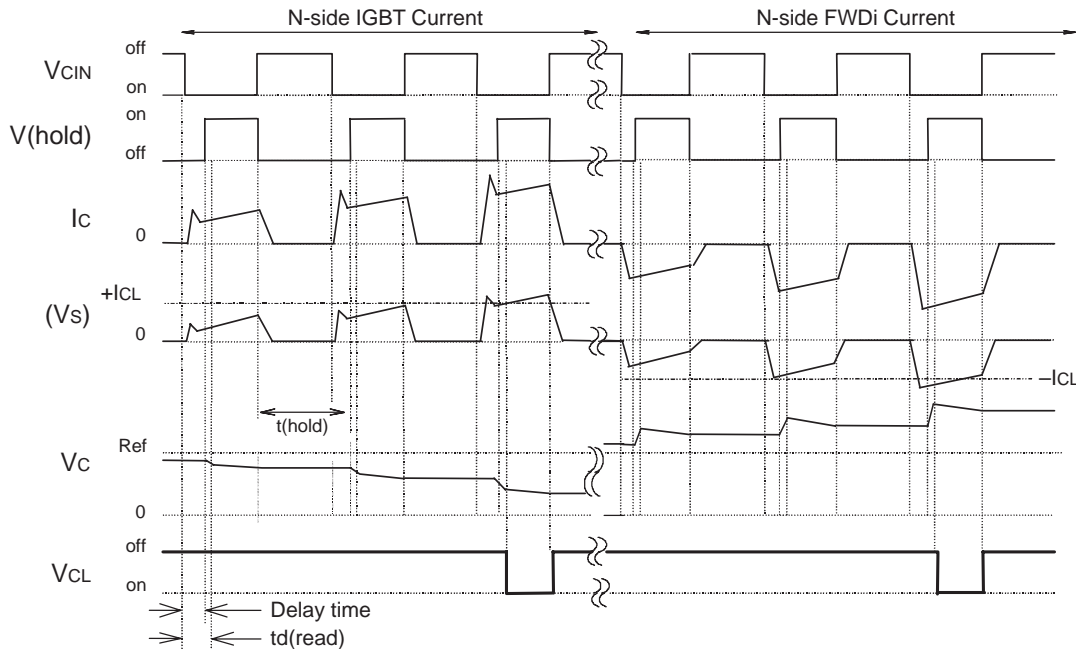 N-side IGBT Current
N-side FWDi Current
off
VCIN
on
on
V(hold)
off
IC
0
+ICL
(VS)
0
–ICL
t(hold)
Ref
VC
0
off
VCL
on
Delay time
td(read)